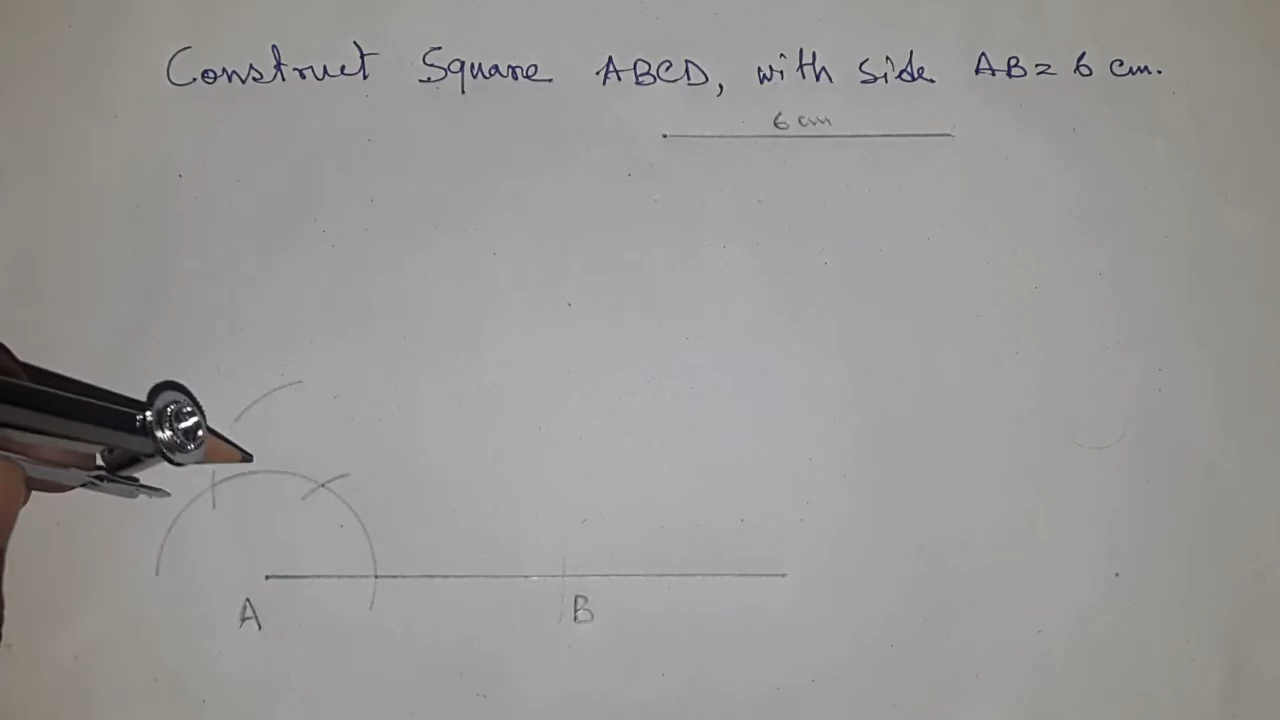 Construct Square ABCD, with side AB = 6 cm.
6 cm
A B